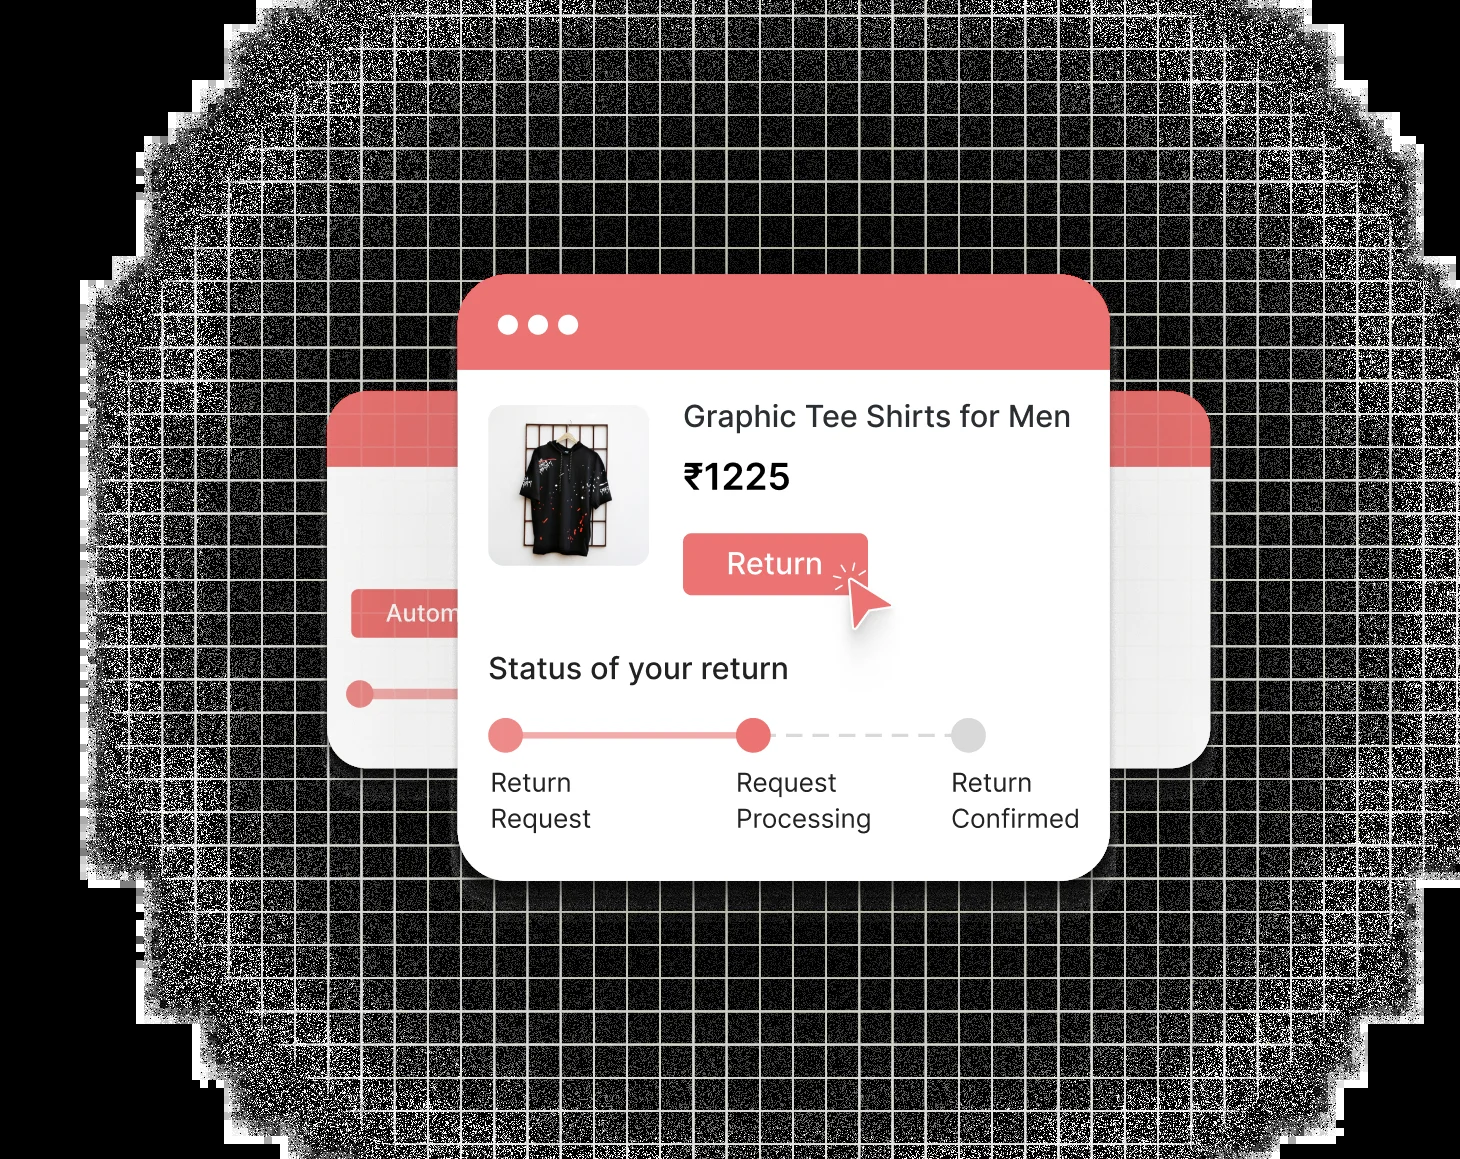 Graphic Tee Shirts for Men
₹1225
Return
Autom
Status of your return
Return
Request
Request
Processing
Return
Confirmed